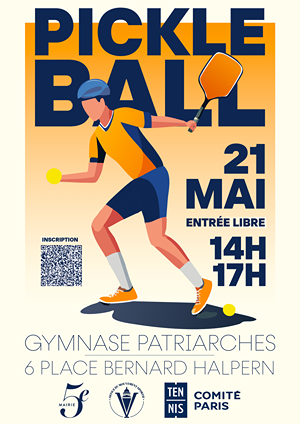 PICKLE
BALL
21
MAI
ENTRÉE LIBRE
14H
17H
INSCRIPTION
GYMNASE PATRIARCHES
6 PLACE BERNARD HALPERN
MAIRIE 5e
TEN
NIS
COMITÉ
PARIS